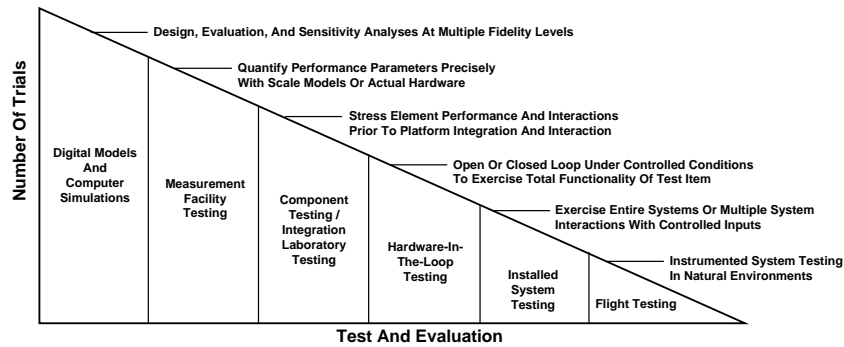 Design, Evaluation, And Sensitivity Analyses At Multiple Fidelity Levels
Quantify Performance Parameters Precisely
With Scale Models Or Actual Hardware
Stress Element Performance And Interactions
Prior To Platform Integration And Interaction
Open Or Closed Loop Under Controlled Conditions
To Exercise Total Functionality Of Test Item
Exercise Entire Systems Or Multiple System
Interactions With Controlled Inputs
Instrumented System Testing
In Natural Environments
Number Of Trials
Digital Models
And
Computer
Simulations
Measurement
Facility
Testing
Component
Testing /
Integration
Laboratory
Testing
Hardware-In-
The-Loop
Testing
Installed
System
Testing
Flight Testing
Test And Evaluation